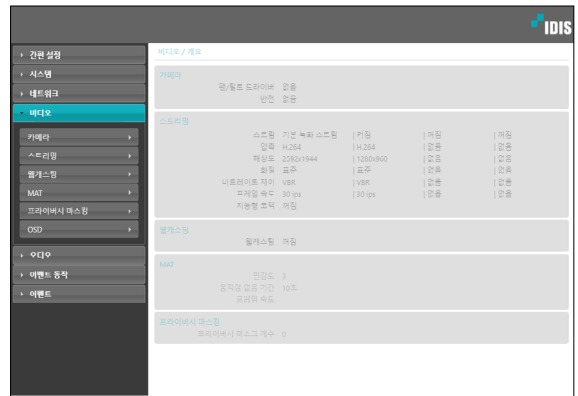 IDIS
간편 설정
시스템
네트워크
비디오
카메라
스트리밍
웹캐스팅
MAT
프라이버시 마스킹
OSD
오디오
이벤트 동작
이벤트
비디오 / 개요
카메라
팬/틸트 드라이버 없음
반전 없음
스트리밍
스트림 기본 녹화 스트림 | 켜짐 | 꺼짐 | 꺼짐
압축 H.264 | H.264 | 없음 | 없음
해상도 2592x1944 | 1280x960 | 없음 | 없음
화질 표준 | 표준 | 없음 | 없음
비트레이트 제어 VBR | VBR | 없음 | 없음
프레임 속도 30 ips | 30 ips | 없음 | 없음
지능형 코덱 꺼짐
웹캐스팅
웹캐스팅 꺼짐
MAT
민감도 3
움직임 없음 기간 10초
프레임 속도
프라이버시 마스킹
프라이버시 마스크 개수 0